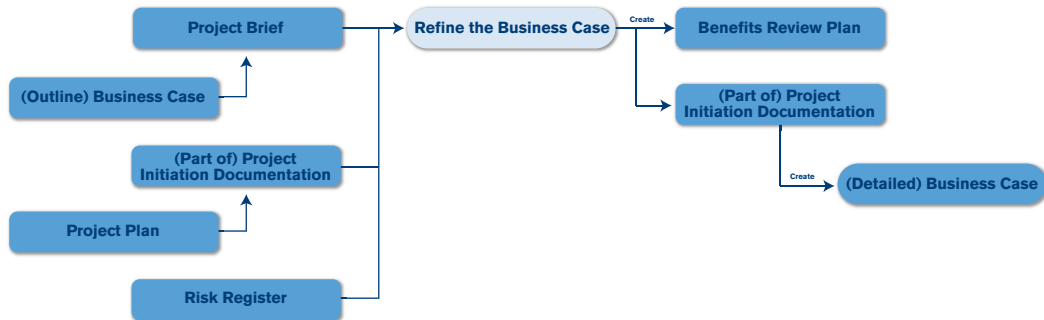 Project Brief
Refine the Business Case
Create
Benefits Review Plan
(Outline) Business Case
(Part of) Project
Initiation Documentation
(Part of) Project
Initiation Documentation
Create
(Detailed) Business Case
Project Plan
Risk Register